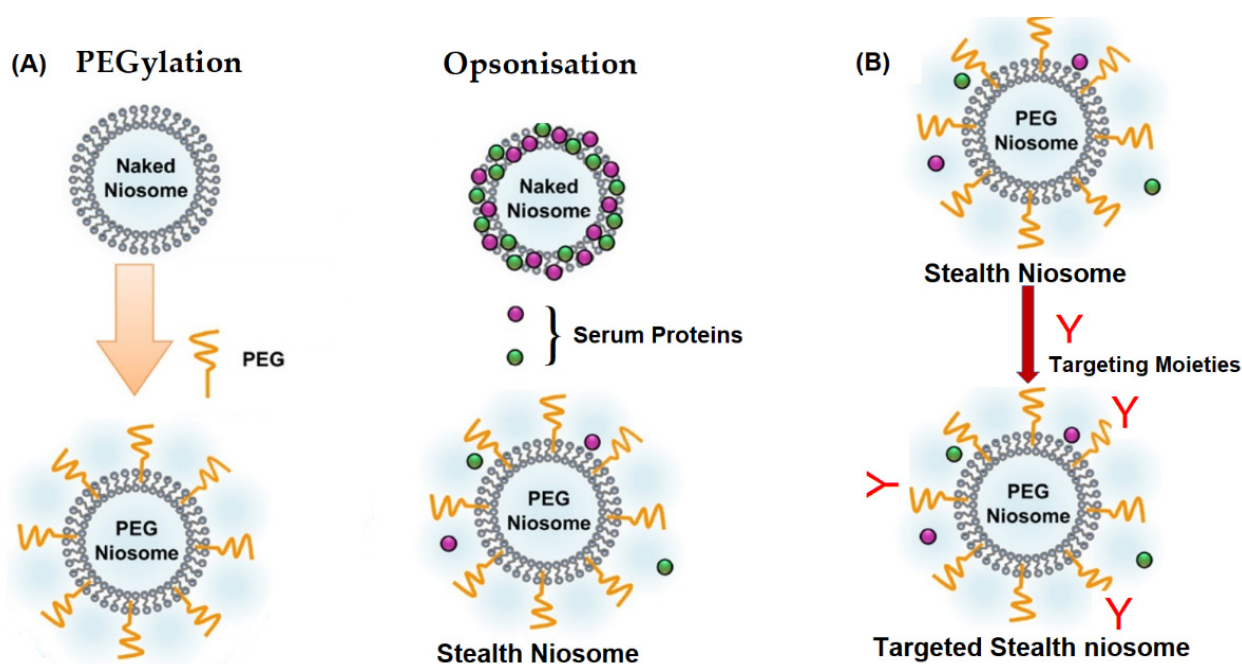 (A) PEGylation
Naked
Niosome
PEG
PEG
Niosome
Opsonisation
Naked
Niosome
} Serum Proteins
PEG
Niosome
Stealth Niosome
(B)
PEG
Niosome
Stealth Niosome
Y
Targeting Moieties
Y
Y
PEG
Niosome
Y
Targeted Stealth niosome